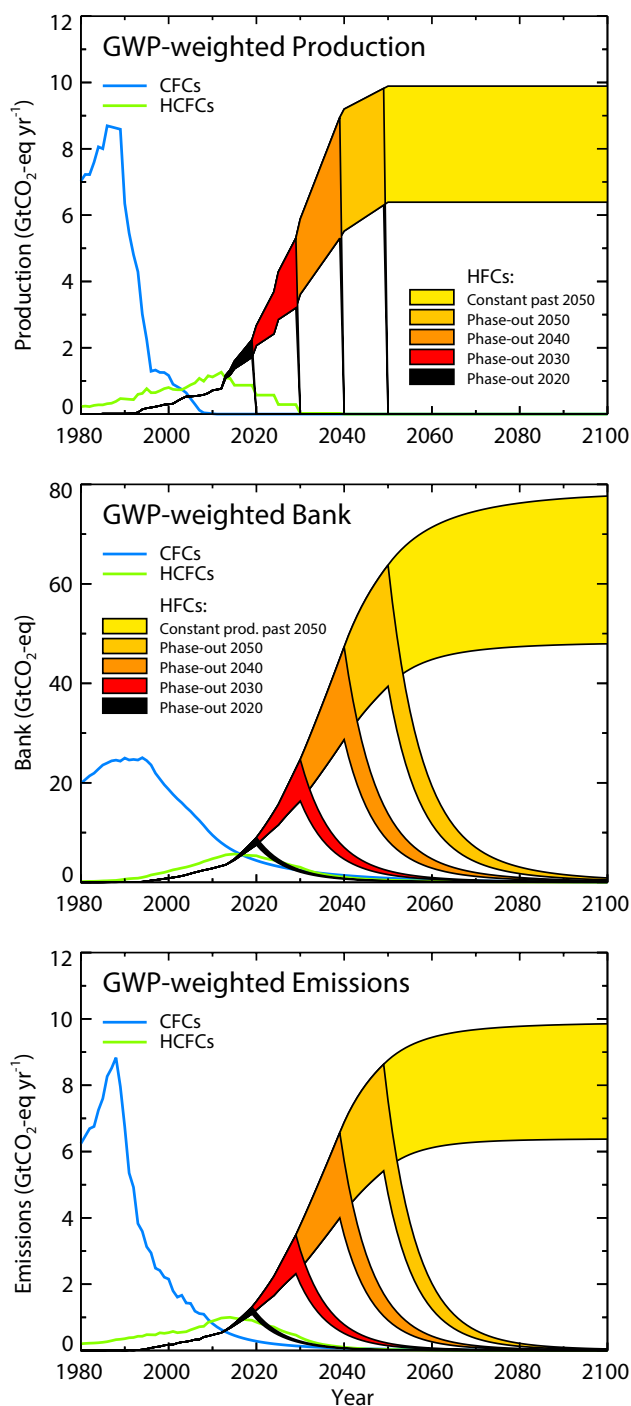 GWP-weighted Production
CFCs
HCFCs
Production (GtCO₂-eq yr⁻¹)
12
10
8
6
4
2
0
HFCs:
Constant past 2050
Phase-out 2050
Phase-out 2040
Phase-out 2030
Phase-out 2020
1980 2000 2020 2040 2060 2080 2100
GWP-weighted Bank
CFCs
HCFCs
HFCs:
Constant prod. past 2050
Phase-out 2050
Phase-out 2040
Phase-out 2030
Phase-out 2020
Bank (GtCO₂-eq)
80
60
40
20
0
1980 2000 2020 2040 2060 2080 2100
GWP-weighted Emissions
CFCs
HCFCs
Emissions (GtCO₂-eq yr⁻¹)
12
10
8
6
4
2
0
1980 2000 2020 2040 2060 2080 2100
Year